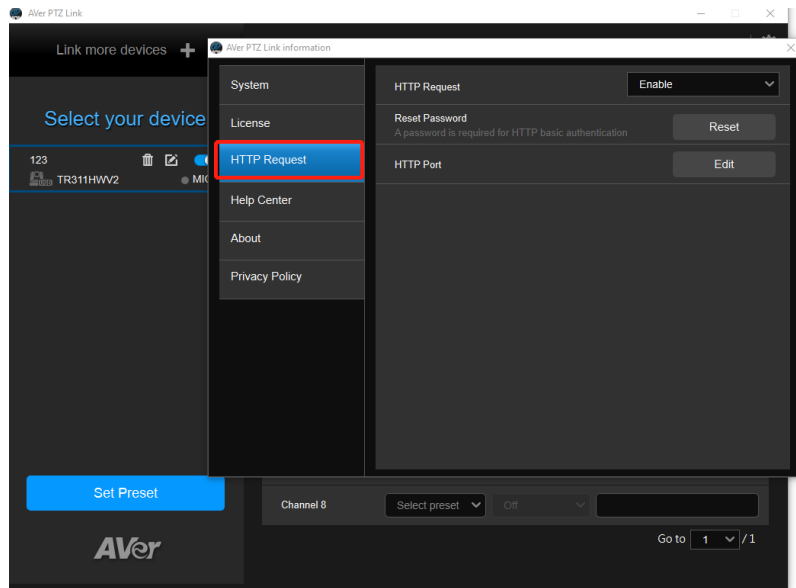 AVer PTZ Link
Link more devices
Select your device
123
TR311HWV2
Set Preset
AVer
AVer PTZ Link information
System
License
HTTP Request
Help Center
About
Privacy Policy
HTTP Request
Enable
Reset Password
A password is required for HTTP basic authentication
Reset
HTTP Port
Edit
Channel 8
Select preset
Off
Go to 1 / 1